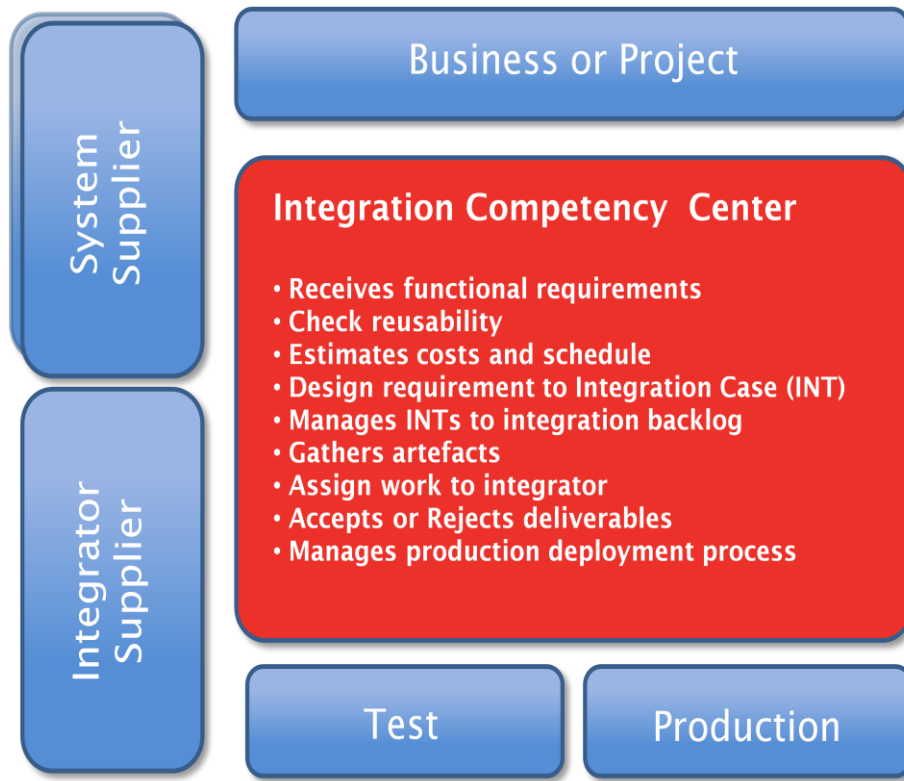 System
Supplier
Business or Project
Integration Competency Center
• Receives functional requirements
• Check reusability
• Estimates costs and schedule
• Design requirement to Integration Case (INT)
• Manages INTs to integration backlog
• Gathers artefacts
• Assign work to integrator
• Accepts or Rejects deliverables
• Manages production deployment process
Integrator
Supplier
Test
Production